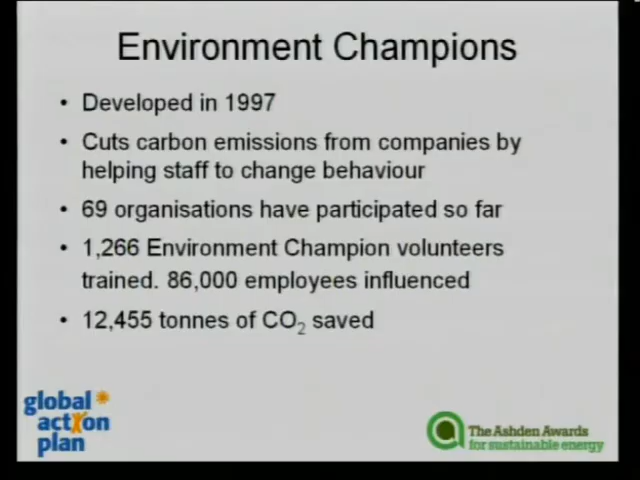 Environment Champions
• Developed in 1997
• Cuts carbon emissions from companies by
helping staff to change behaviour
• 69 organisations have participated so far
• 1,266 Environment Champion volunteers
trained. 86,000 employees influenced
• 12,455 tonnes of CO₂ saved
global
action
plan
The Ashden Awards
for sustainable energy